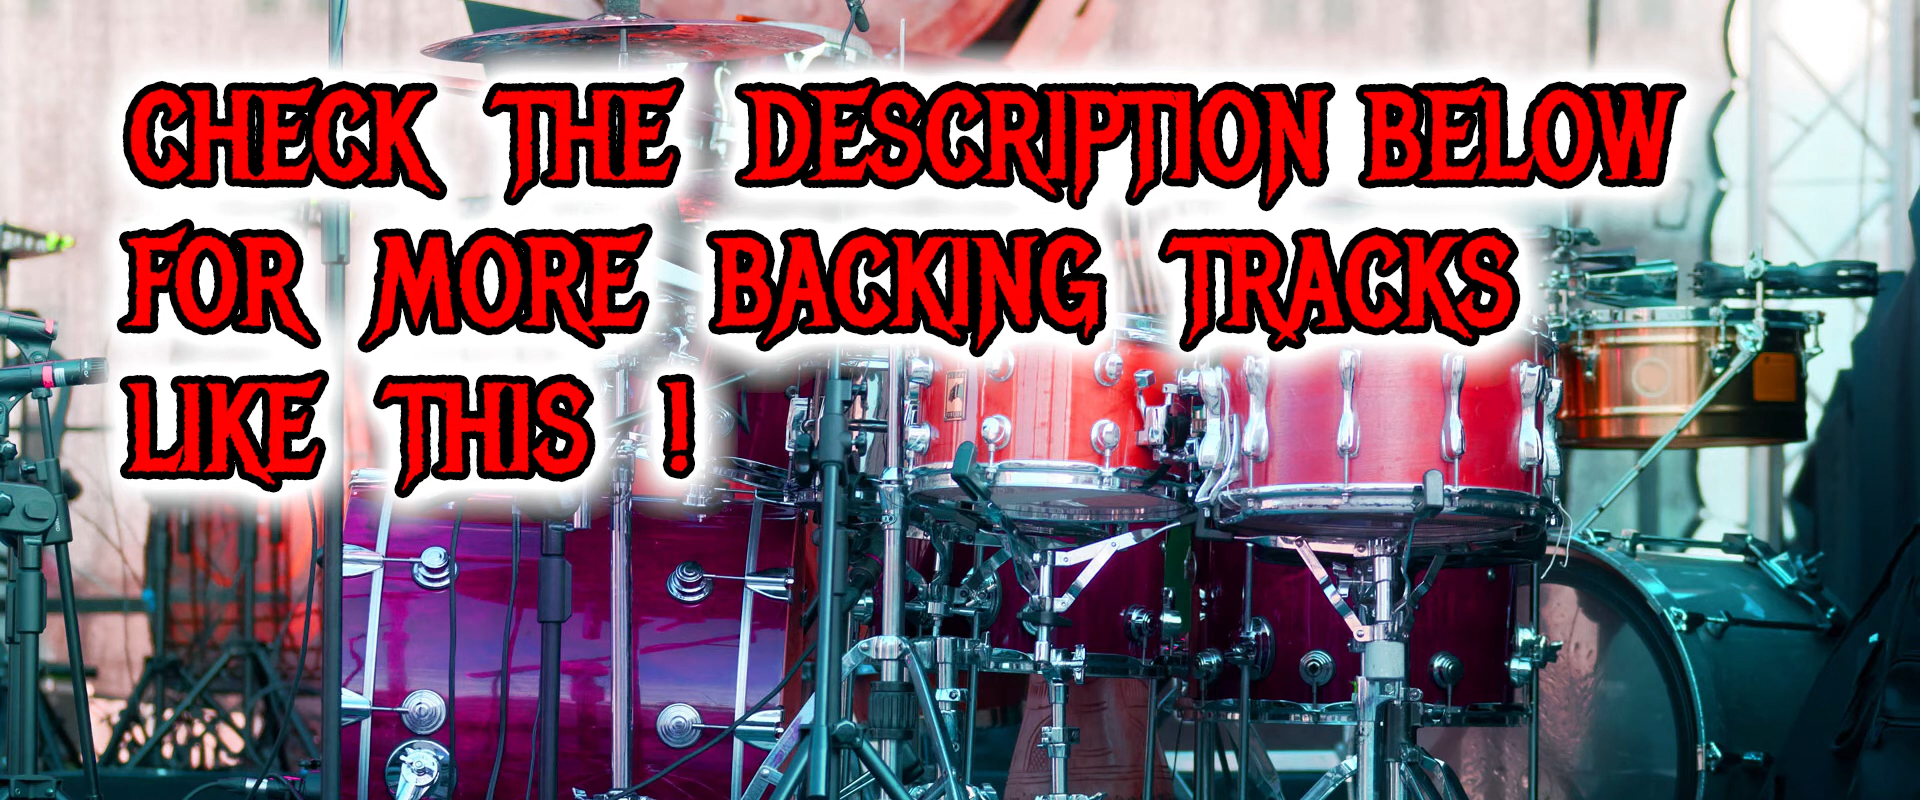 CHECK THE DESCRIPTION BELOW
FOR MORE BACKING TRACKS
LIKE THIS !